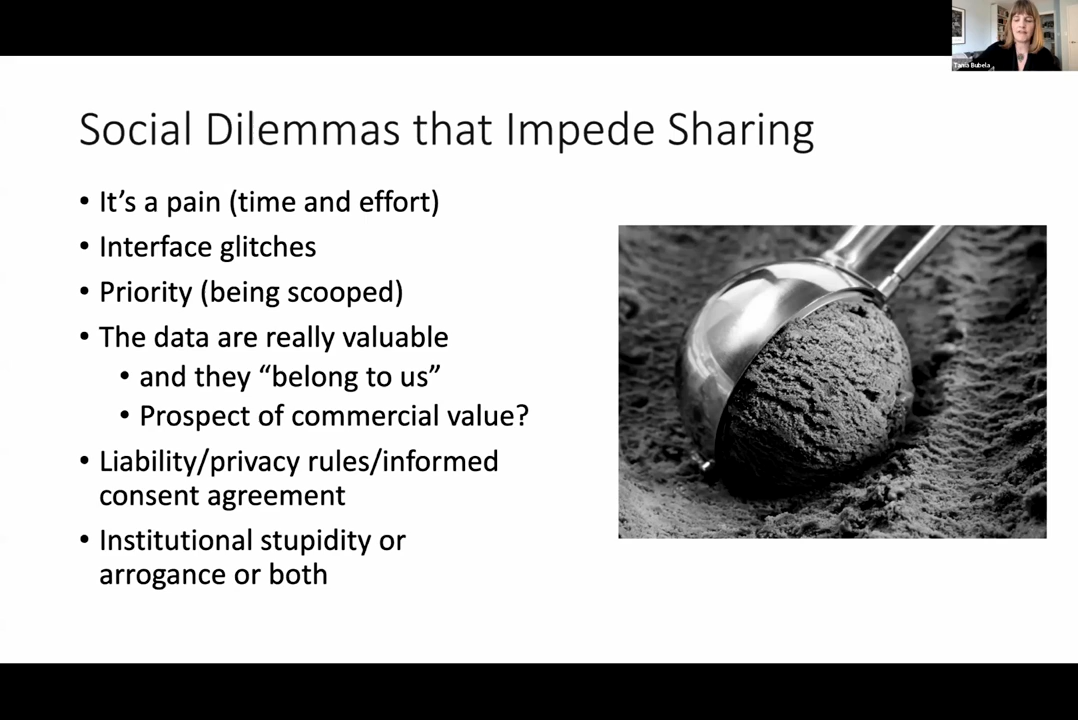 Tania Bubela
Social Dilemmas that Impede Sharing
• It’s a pain (time and effort)
• Interface glitches
• Priority (being scooped)
• The data are really valuable
• and they “belong to us”
• Prospect of commercial value?
• Liability/privacy rules/informed
consent agreement
• Institutional stupidity or
arrogance or both